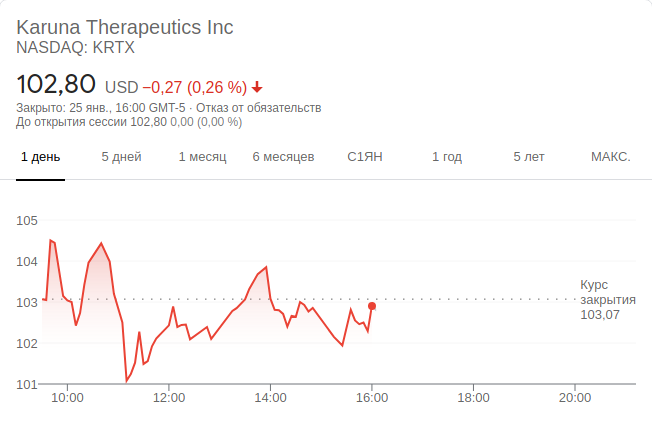 Karuna Therapeutics Inc
NASDAQ: KRTX
102,80 USD −0,27 (0,26 %)
Закрыто: 25 янв., 16:00 GMT-5 · Отказ от обязательств
До открытия сессии 102,80 0,00 (0,00 %)
1 день 5 дней 1 месяц 6 месяцев С1ЯН 1 год 5 лет МАКС.
105
104
103
102
101
Курс
закрытия
103,07
10:00 12:00 14:00 16:00 18:00 20:00